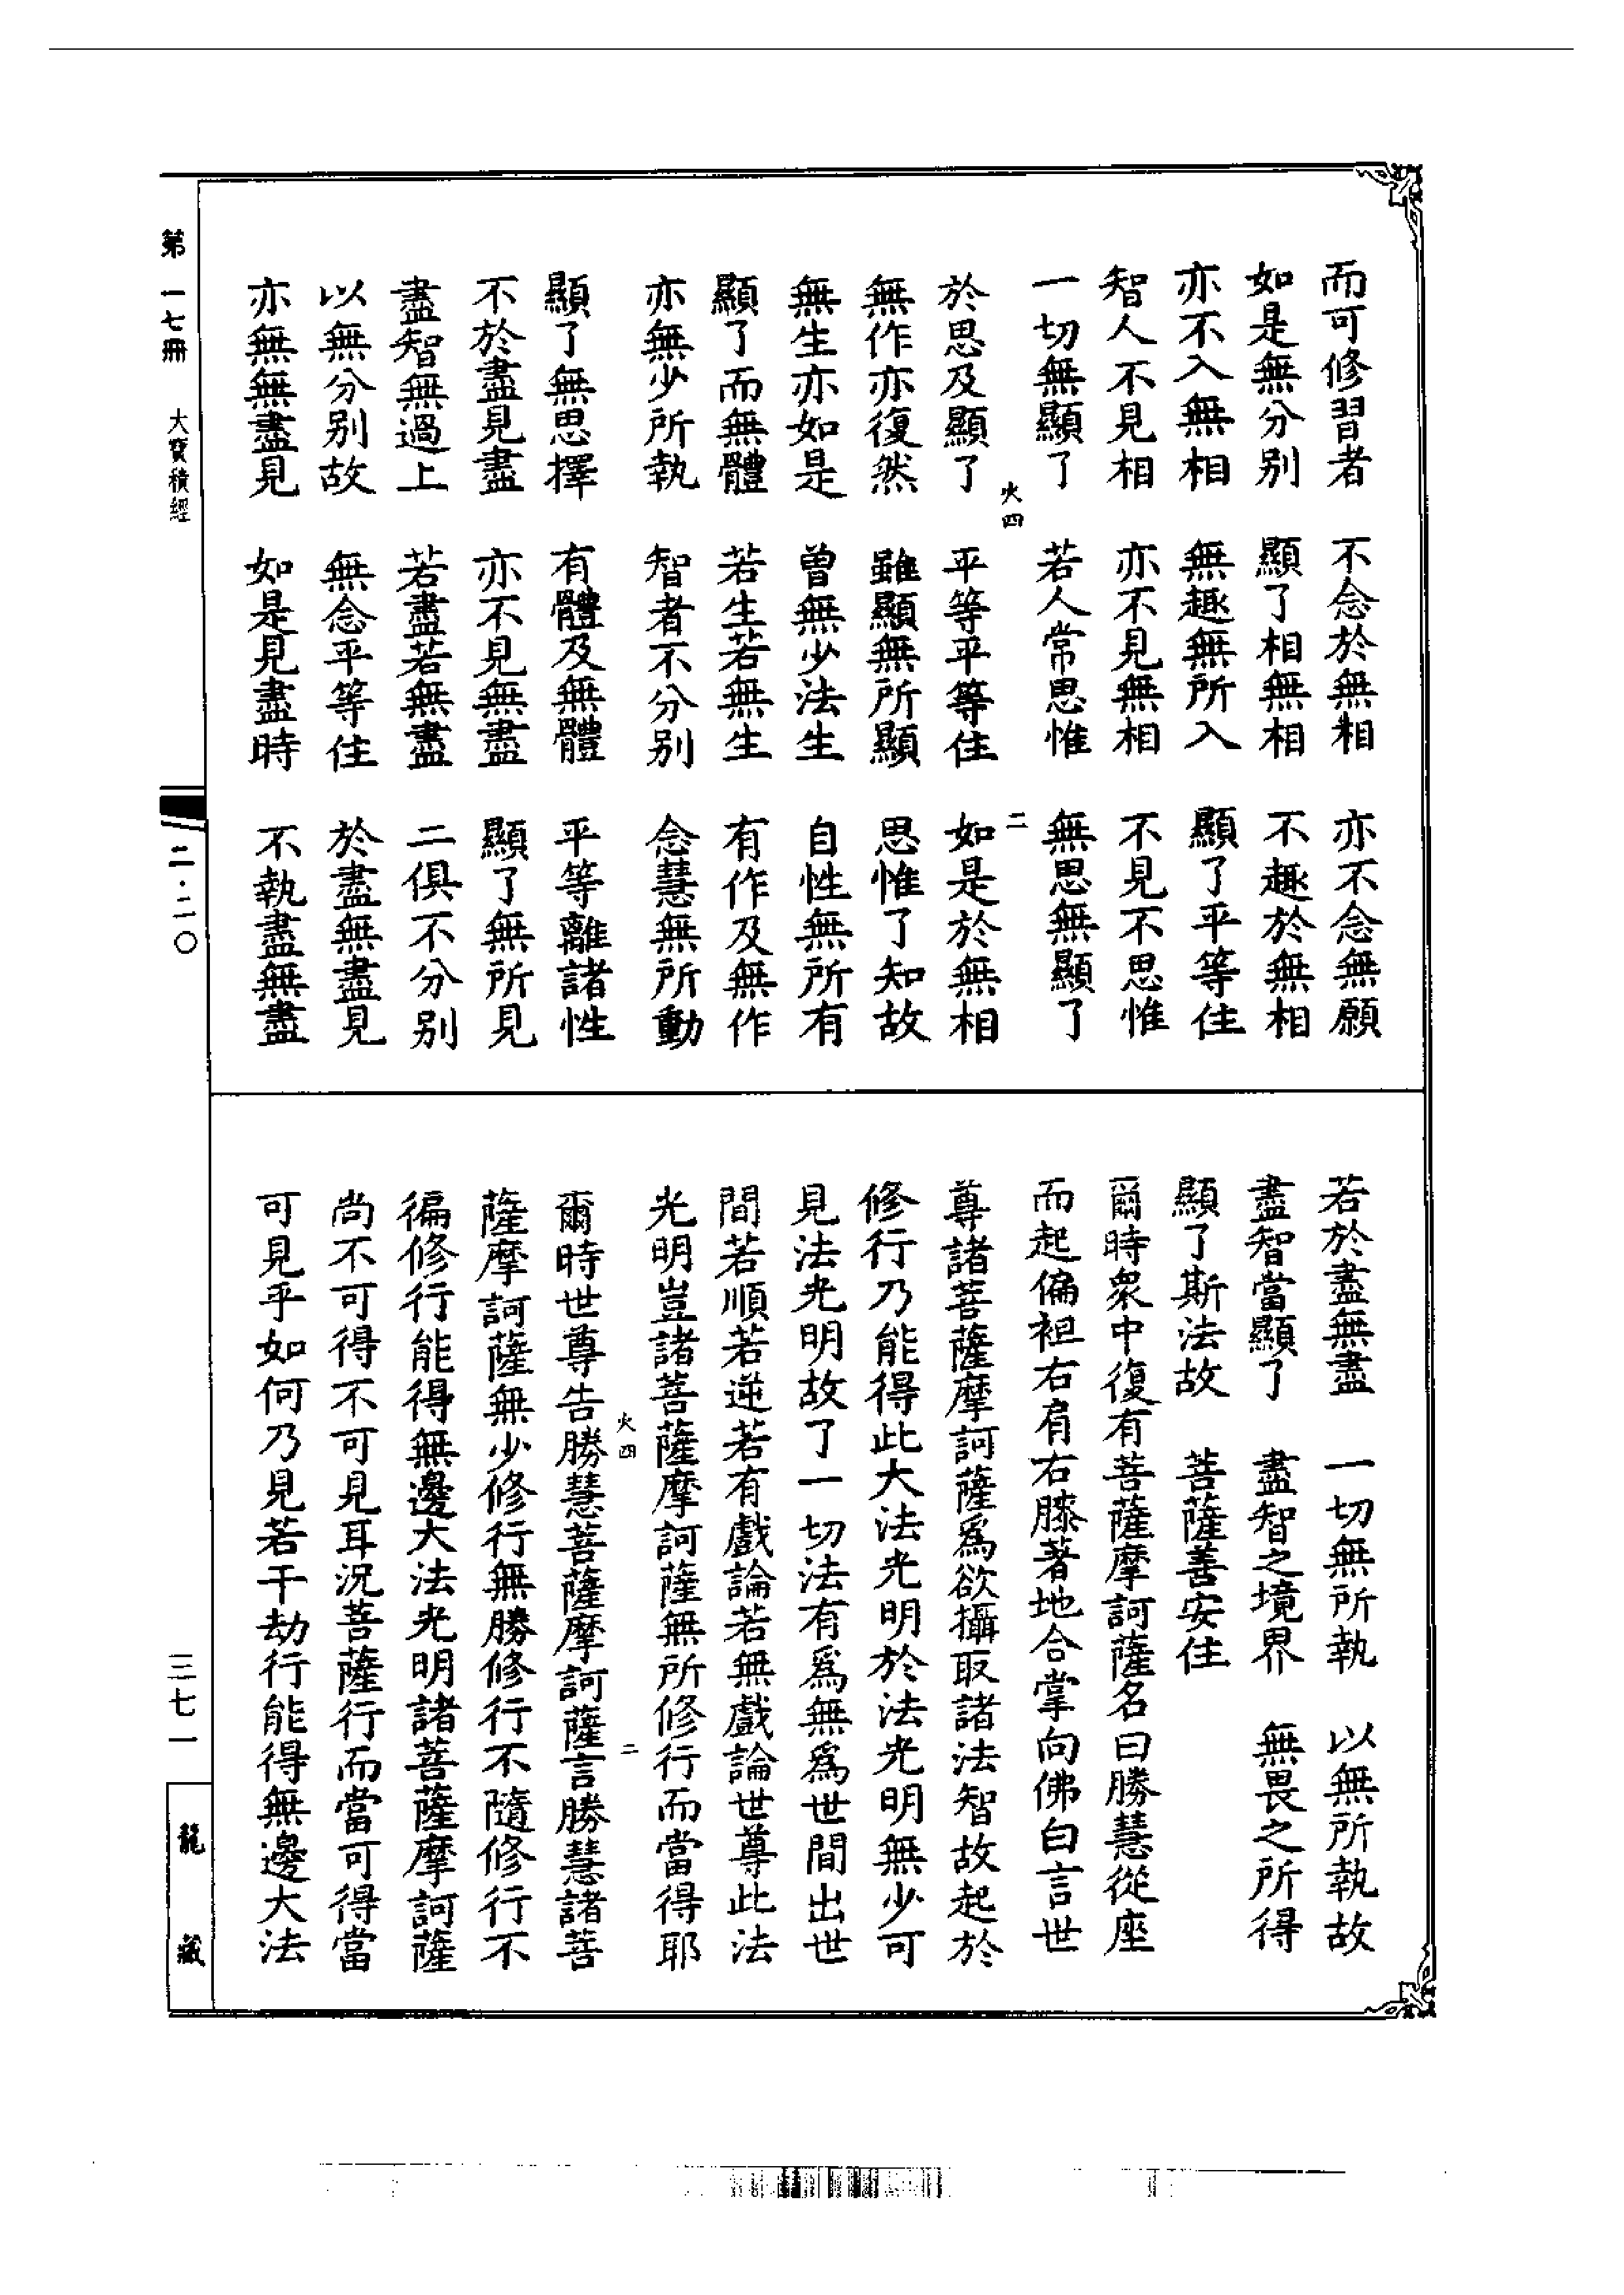 而可修習者　不念於無相　亦不念無願
如是無分别　顯了相無相　不趣於無相
亦不入無相　無趣無所入　顯了平等住
智人不見相　亦不見無相　不見不思惟
一切無顯了　若人常思惟　無思無顯了
火四　二
於思及顯了　平等平等住　如是於無相
無作亦復然　雖顯無所顯　思惟了知故
無生亦如是　曾無少法生　自性無所有
顯了而無體　若生若無生　有作及無作
亦無少所執　智者不分别　念慧無所動
顯了無思擇　有體及無體　平等離諸性
不於盡見盡　亦不見無盡　顯了無所見
盡智無過上　若盡若無盡　二俱不分别
以無分别故　無念平等住　於盡無盡見
亦無無盡見　如是見盡時　不執盡無盡
若於盡無盡　一切無所執　以無所執故
盡智當顯了　盡智之境界　無畏之所得
顯了斯法故　菩薩善安住
爾時衆中復有菩薩摩訶薩名曰勝慧從座
而起偏袒右肩右膝著地合掌向佛白言世
尊諸菩薩摩訶薩爲欲攝取諸法智故起於
修行乃能得此大法光明於法光明無少可
見法光明故了一切法有爲無爲世間出世
間若順若逆若有戲論若無戲論世尊此法
光明豈諸菩薩摩訶薩無所修行而當得耶
火四　二
爾時世尊告勝慧菩薩摩訶薩言勝慧諸菩
薩摩訶薩無少修行無勝修行不隨修行不
徧修行能得無邊大法光明諸菩薩摩訶薩
尚不可得不可見耳況菩薩行而當可得當
可見乎如何乃見若干劫行能得無邊大法
第一七冊　大寶積經
二·二〇
三七一
龍藏